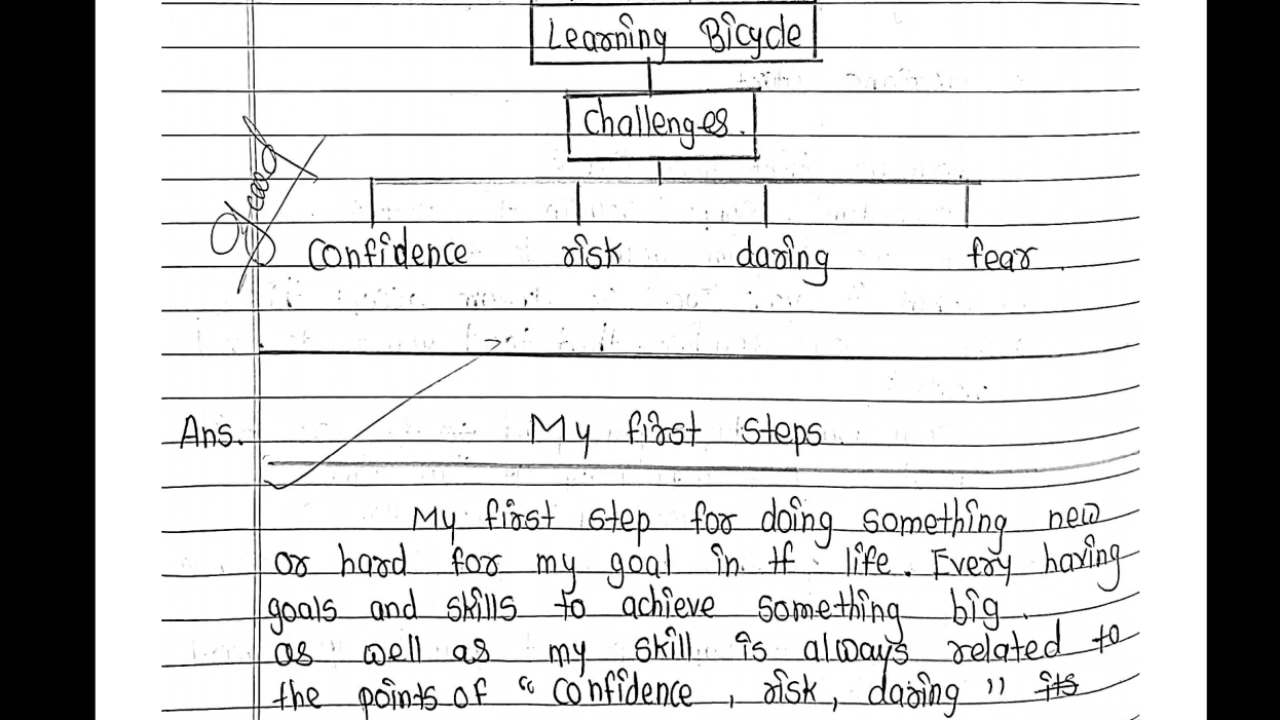 Learning Bicycle
Challenges.
Good
Confidence risk daring fear
Ans. My first steps
My first step for doing something new
or hard for my goal in tf life. Every having
goals and skills to achieve something big.
as well as my skill is always related to
the points of “ Confidence , risk, daring ” its